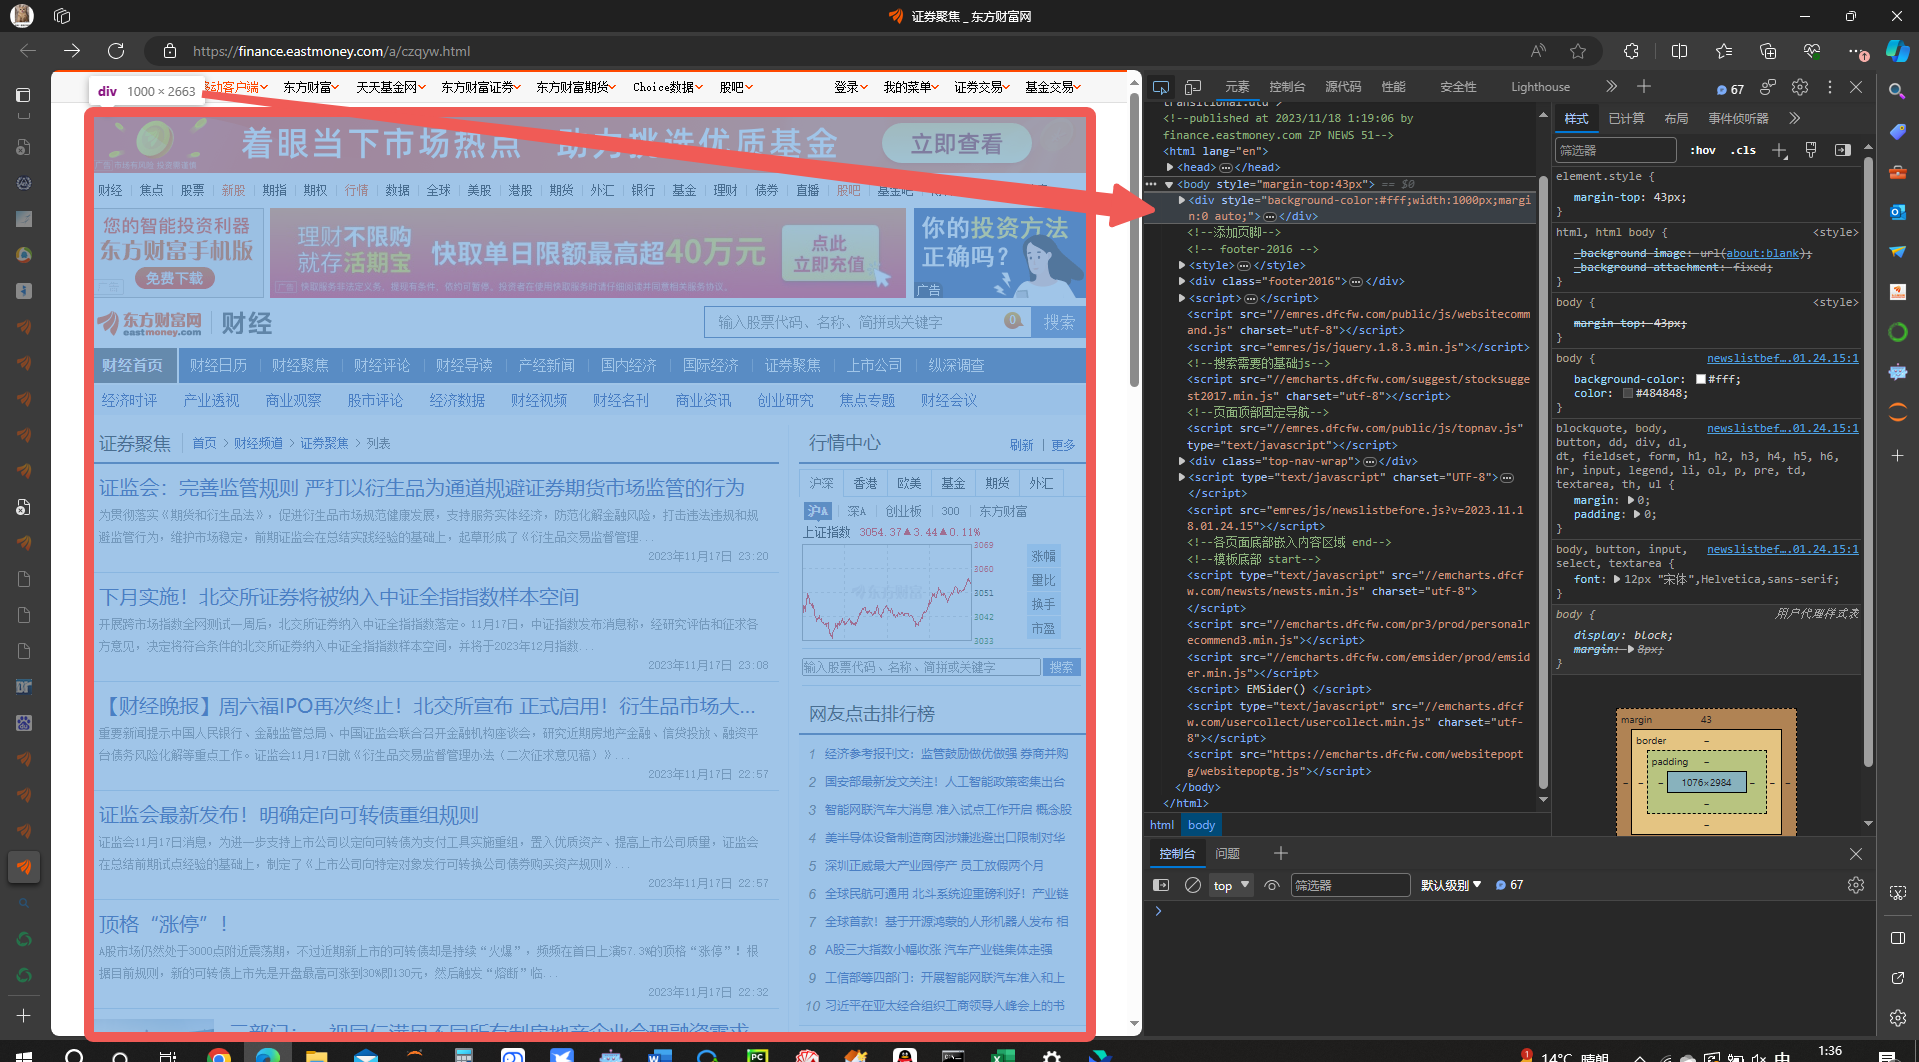 证券聚焦 _ 东方财富网
https://finance.eastmoney.com/a/czqyw.html
div 1000 × 2663
移动客户端 东方财富 天天基金网 东方财富证券 东方财富期货 Choice数据 股吧 登录 我的菜单 证券交易 基金交易
着眼当下市场热点 助力挑选优质基金 立即查看
财经 焦点 股票 新股 期指 期权 行情 数据 全球 美股 港股 期货 外汇 银行 基金 理财 债券 直播 股吧 基金吧
您的智能投资利器
东方财富手机版
免费下载
广告
理财不限购
就存活期宝
快取单日限额最高超40万元
点此
立即充值
广告
你的投资方法
正确吗?
广告
东方财富网
eastmoney.com
财经
输入股票代码、名称、简拼或关键字 搜索
财经首页 财经日历 财经聚焦 财经评论 财经导读 产经新闻 国内经济 国际经济 证券聚焦 上市公司 纵深调查
经济时评 产业透视 商业观察 股市评论 经济数据 财经视频 财经名刊 商业资讯 创业研究 焦点专题 财经会议
证券聚焦 首页 > 财经频道 > 证券聚焦 > 列表
证监会：完善监管规则 严打以衍生品为通道规避证券期货市场监管的行为
为贯彻落实《期货和衍生品法》，促进衍生品市场规范健康发展，支持服务实体经济，防范化解金融风险，打击违法违规和规
避监管行为，维护市场稳定，前期证监会在总结实践经验的基础上，起草形成了《衍生品交易监督管理...
2023年11月17日 23:20
下月实施！北交所证券将被纳入中证全指指数样本空间
开展跨市场指数全网测试一周后，北交所证券纳入中证全指指数落定。11月17日，中证指数发布消息称，经研究评估和征求各
方意见，决定将符合条件的北交所证券纳入中证全指指数样本空间，并将于2023年12月指数...
2023年11月17日 23:08
【财经晚报】周六福IPO再次终止！北交所宣布 正式启用！衍生品市场大...
重要新闻提示中国人民银行、金融监管总局、中国证监会联合召开金融机构座谈会，研究近期房地产金融、信贷投放、融资平
台债务风险化解等重点工作。证监会11月17日就《衍生品交易监督管理办法（二次征求意见稿）》...
2023年11月17日 22:57
证监会最新发布！明确定向可转债重组规则
证监会11月17日消息，为进一步支持上市公司以定向可转债为支付工具实施重组，置入优质资产、提高上市公司质量，证监会
在总结前期试点经验的基础上，制定了《上市公司向特定对象发行可转换公司债券购买资产规则》...
2023年11月17日 22:57
顶格“涨停”！
A股市场仍然处于3000点附近震荡期，不过近期新上市的可转债却是持续“火爆”，频频在首日上演57.3%的顶格“涨停”！根
据目前规则，新的可转债上市先是开盘最高可涨到30%即130元，然后触发“熔断”临...
2023年11月17日 22:32
行情中心 刷新 | 更多
沪深 香港 欧美 基金 期货 外汇
沪A 深A 创业板 300 东方财富
上证指数 3054.37▲3.44▲0.11%
3069
3060
3051
3042
3033
涨幅
量比
换手
市盈
输入股票代码、名称、简拼或关键字 搜索
网友点击排行榜
1 经济参考报刊文：监管鼓励做优做强 券商并购
2 国安部最新发文关注！人工智能政策密集出台
3 智能网联汽车大消息 准入试点工作开启 概念股
4 美半导体设备制造商因涉嫌逃避出口限制对华
5 深圳正威最大产业园停产 员工放假两个月
6 全球民航可通用 北斗系统迎重磅利好！产业链
7 全球首款！基于开源鸿蒙的人形机器人发布 相
8 A股三大指数小幅收涨 汽车产业链集体走强
9 工信部等四部门：开展智能网联汽车准入和上
10 习近平在亚太经合组织工商领导人峰会上的书
元素 控制台 源代码 性能 安全性 Lighthouse 67
transitional.dtd">
<!--published at 2023/11/18 1:19:06 by
finance.eastmoney.com ZP NEWS 51-->
<html lang="en">
<head>…</head>
<body style="margin-top:43px"> == $0
<div style="background-color:#fff;width:1000px;margi
n:0 auto;">…</div>
<!--添加页脚-->
<!-- footer-2016 -->
<style>…</style>
<div class="footer2016">…</div>
<script>…</script>
<script src="//emres.dfcfw.com/public/js/websitecomm
and.js" charset="utf-8"></script>
<script src="emres/js/jquery.1.8.3.min.js"></script>
<!--搜索需要的基础js-->
<script src="//emcharts.dfcfw.com/suggest/stocksugge
st2017.min.js" charset="utf-8"></script>
<!--页面顶部固定导航-->
<script src="//emres.dfcfw.com/public/js/topnav.js"
type="text/javascript"></script>
<div class="top-nav-wrap">…</div>
<script type="text/javascript" charset="UTF-8">…
</script>
<script src="emres/js/newslistbefore.js?v=2023.11.1
8.01.24.15"></script>
<!--各页面底部嵌入内容区域 end-->
<!--模板底部 start-->
<script type="text/javascript" src="//emcharts.dfcf
w.com/newsts/newsts.min.js" charset="utf-8">
</script>
<script src="//emcharts.dfcfw.com/pr3/prod/personalr
ecommend3.min.js"></script>
<script src="//emcharts.dfcfw.com/emsider/prod/emsid
er.min.js"></script>
<script> EMSider() </script>
<script type="text/javascript" src="//emcharts.dfcf
w.com/usercollect/usercollect.min.js" charset="utf-
8"></script>
<script src="https://emcharts.dfcfw.com/websitepopt
g/websitepoptg.js"></script>
</body>
</html>
html body
样式 已计算 布局 事件侦听器
筛选器 :hov .cls
element.style {
margin-top: 43px;
}
html, html body { <style>
_background-image: url(about:blank);
_background-attachment: fixed;
}
body { <style>
margin-top: 43px;
}
body { newslistbef….01.24.15:1
background-color: #fff;
color: #484848;
}
blockquote, body, newslistbef….01.24.15:1
button, dd, div, dl,
dt, fieldset, form, h1, h2, h3, h4, h5, h6,
hr, input, legend, li, ol, p, pre, td,
textarea, th, ul {
margin: 0;
padding: 0;
}
body, button, input, newslistbef….01.24.15:1
select, textarea {
font: 12px "宋体",Helvetica,sans-serif;
}
body { 用户代理样式表
display: block;
margin: 8px;
}
margin 43
border –
padding –
1076×2984
控制台 问题
top 筛选器 默认级别 67
14°C 晴朗 中 1:36